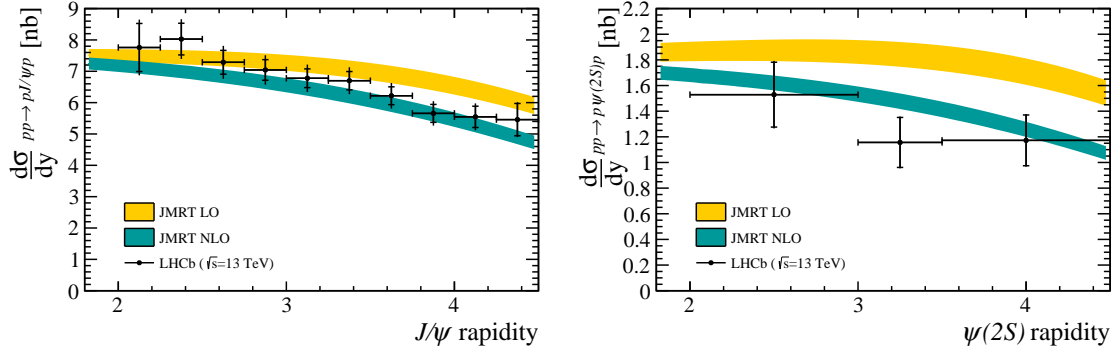 dσ/dy pp→ pJ/ψp [nb]
9
8
7
6
5
4
3
2
1
0
JMRT LO
JMRT NLO
LHCb (√s=13 TeV)
2 3 4
J/ψ rapidity
dσ/dy pp→ pψ(2S)p [nb]
2.2
2
1.8
1.6
1.4
1.2
1
0.8
0.6
0.4
0.2
0
JMRT LO
JMRT NLO
LHCb (√s=13 TeV)
2 3 4
ψ(2S) rapidity